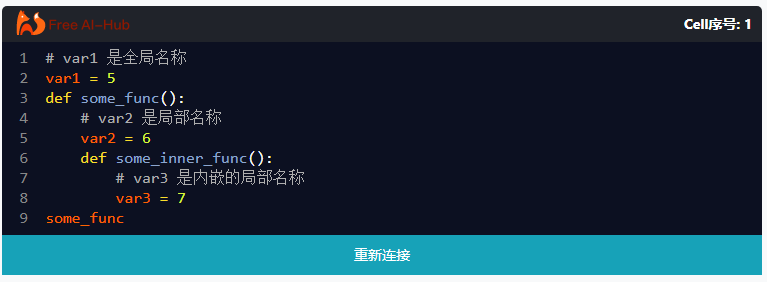 Free AI-Hub
Cell序号: 1
1 # var1 是全局名称
2 var1 = 5
3 def some_func():
4     # var2 是局部名称
5     var2 = 6
6     def some_inner_func():
7         # var3 是内嵌的局部名称
8         var3 = 7
9 some_func
重新连接